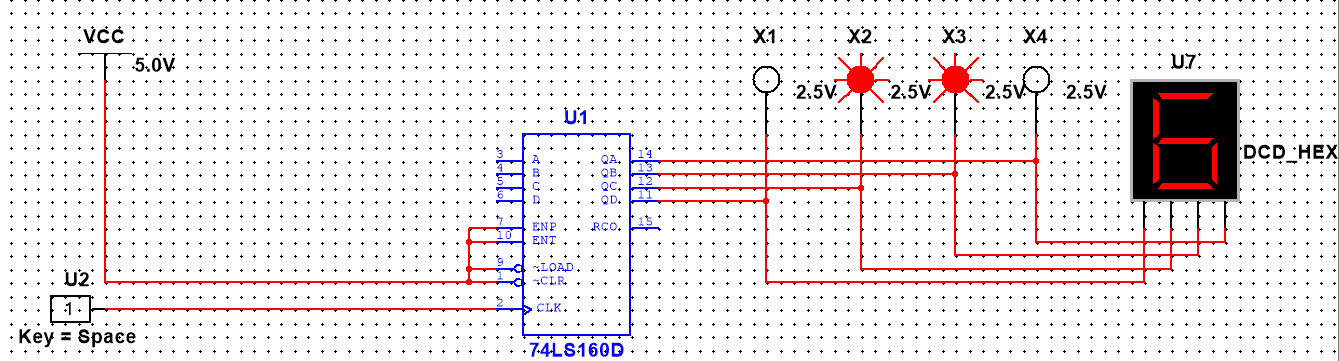 VCC
5.0V
X1
X2
X3
X4
2.5V
2.5V
2.5V
2.5V
U7
DCD_HEX
U1
3 A QA 14
4 B QB 13
5 C QC 12
6 D QD 11
7 ENP RCO 15
10 ENT
9 ~LOAD
1 ~CLR
2 CLK
74LS160D
U2
1
Key = Space
6